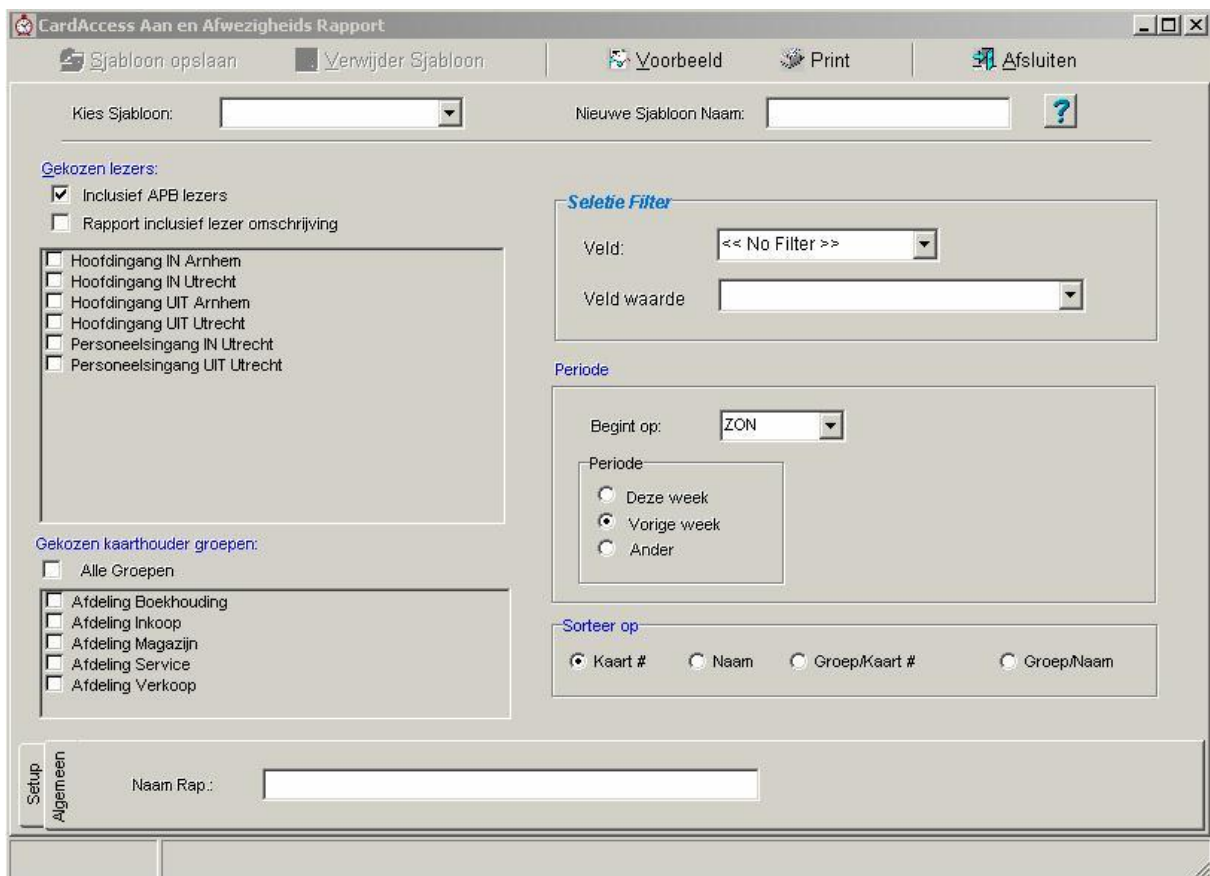 CardAccess Aan en Afwezigheids Rapport
Sjabloon opslaan Verwijder Sjabloon Voorbeeld Print Afsluiten
Kies Sjabloon: Nieuwe Sjabloon Naam: ?
Gekozen lezers:
Inclusief APB lezers
Rapport inclusief lezer omschrijving
Hoofdingang IN Arnhem
Hoofdingang IN Utrecht
Hoofdingang UIT Arnhem
Hoofdingang UIT Utrecht
Personeelsingang IN Utrecht
Personeelsingang UIT Utrecht
Gekozen kaarthouder groepen:
Alle Groepen
Afdeling Boekhouding
Afdeling Inkoop
Afdeling Magazijn
Afdeling Service
Afdeling Verkoop
Seletie Filter
Veld: << No Filter >>
Veld waarde
Periode
Begint op: ZON
Periode
Deze week
Vorige week
Ander
Sorteer op
Kaart # Naam Groep/Kaart # Groep/Naam
Setup
Algemeen
Naam Rap.: